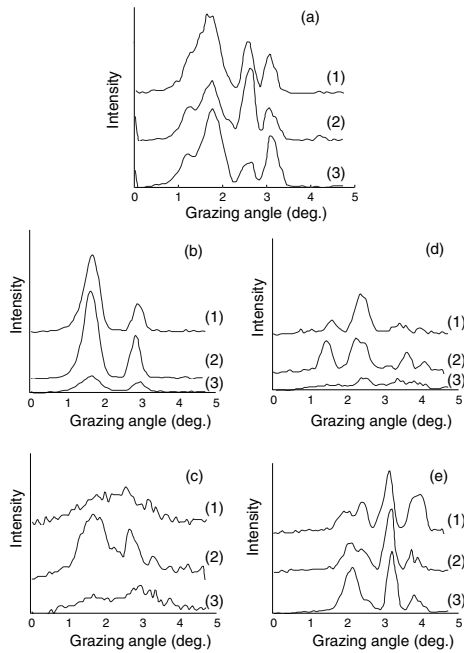 (a)
Intensity
(1)
(2)
(3)
0 1 2 3 4 5
Grazing angle (deg.)
(b)
Intensity
(1)
(2)
(3)
0 1 2 3 4 5
Grazing angle (deg.)
(d)
Intensity
(1)
(2)
(3)
0 1 2 3 4 5
Grazing angle (deg.)
(c)
Intensity
(1)
(2)
(3)
0 1 2 3 4 5
Grazing angle (deg.)
(e)
Intensity
(1)
(2)
(3)
0 1 2 3 4 5
Grazing angle (deg.)